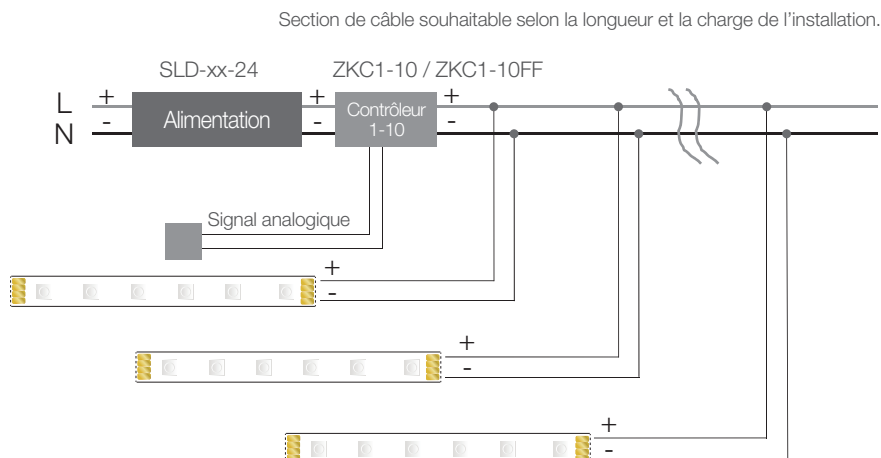 Section de câble souhaitable selon la longueur et la charge de l'installation.
SLD-xx-24 ZKC1-10 / ZKC1-10FF
L + Alimentation + Contrôleur +
N - - 1-10 -
Signal analogique
+
-
+
-
+
-